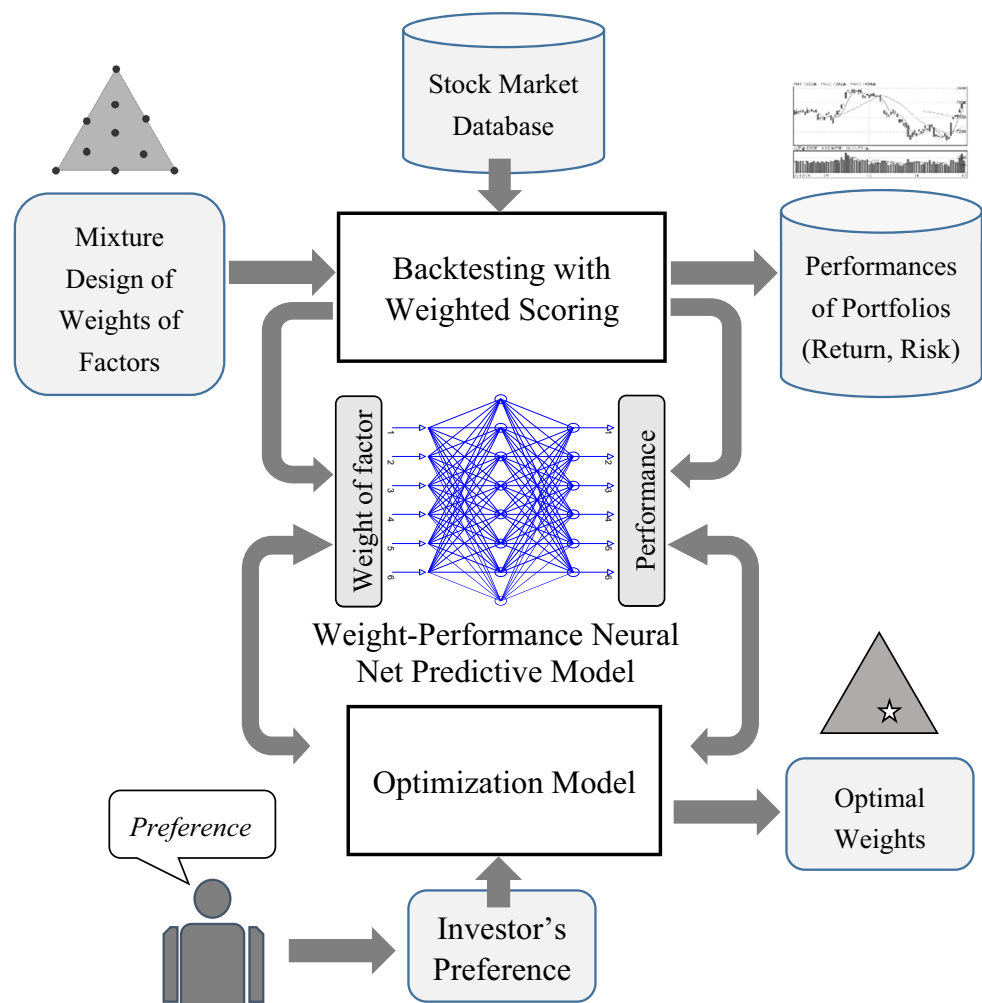 Stock Market
Database
Mixture
Design of
Weights of
Factors
Backtesting with
Weighted Scoring
Performances
of Portfolios
(Return, Risk)
Weight of factor
1
2
3
4
5
6
1
2
3
4
5
6
Performance
Weight-Performance Neural
Net Predictive Model
Optimization Model
Optimal
Weights
Preference
Investor’s
Preference